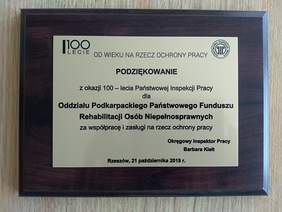 100
LECIE
OD WIEKU NA RZECZ OCHRONY PRACY
PODZIĘKOWANIE
z okazji 100 – lecia Państwowej Inspekcji Pracy
dla
Oddziału Podkarpackiego Państwowego Funduszu
Rehabilitacji Osób Niepełnosprawnych
za współpracę i zasługi na rzecz ochrony pracy
Okręgowy Inspektor Pracy
Barbara Kiełt
Rzeszów, 21 października 2019 r.